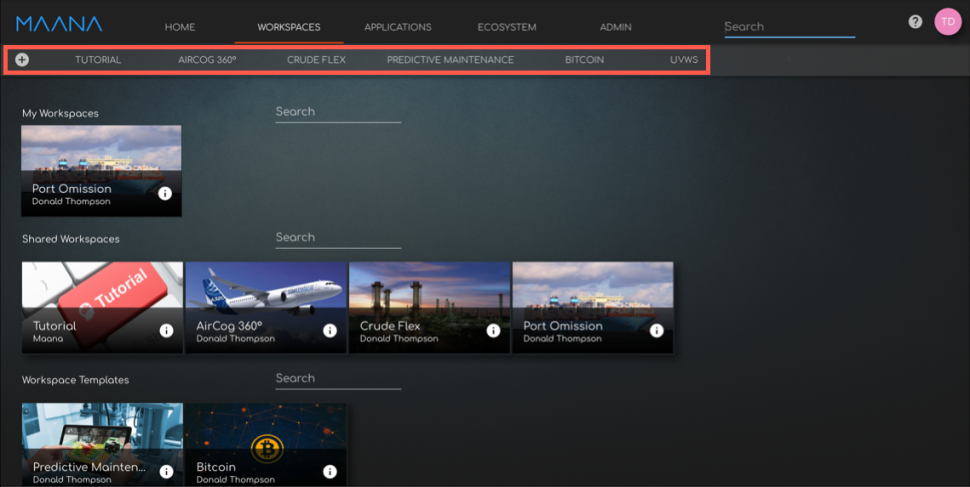 MAANA
HOME WORKSPACES APPLICATIONS ECOSYSTEM ADMIN Search ? TD
TUTORIAL AIRCOG 360° CRUDE FLEX PREDICTIVE MAINTENANCE BITCOIN UVWS
My Workspaces Search
Port Omission
Donald Thompson
Shared Workspaces Search
Tutorial
Tutorial AirCog 360° Crude Flex Port Omission
Maana Donald Thompson Donald Thompson Donald Thompson
Workspace Templates Search
Predictive Mainten... Bitcoin
Donald Thompson Donald Thompson